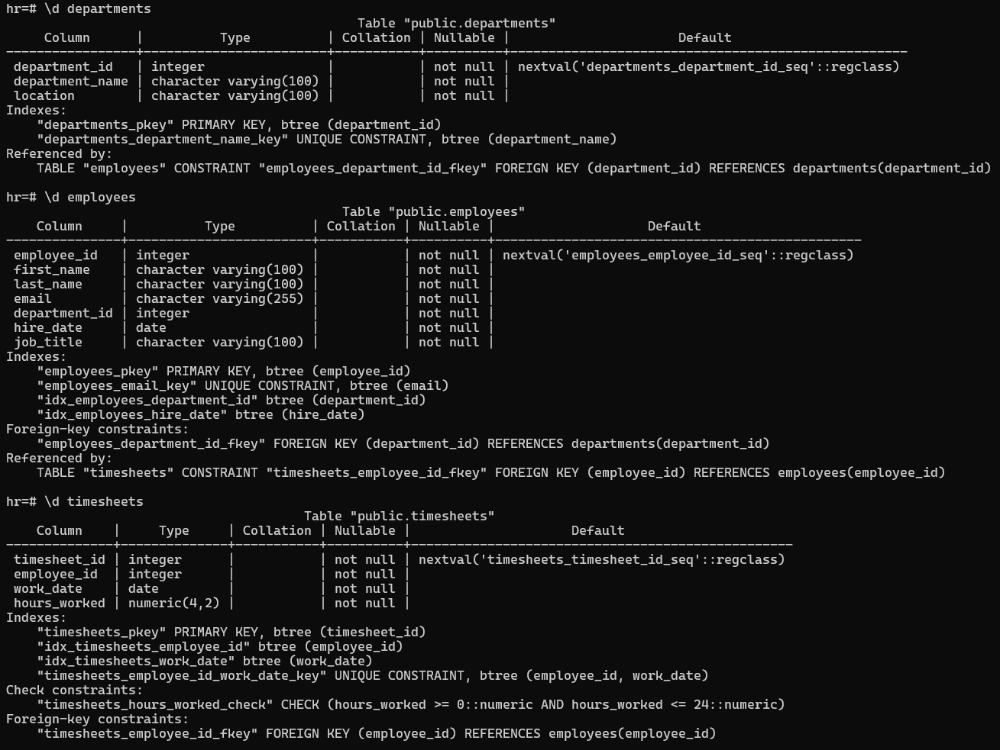 hr=# \d departments
                                              Table "public.departments"
     Column      |          Type          | Collation | Nullable |                      Default
-----------------+------------------------+-----------+----------+----------------------------------------------------
 department_id   | integer                |           | not null | nextval('departments_department_id_seq'::regclass)
 department_name | character varying(100) |           | not null |
 location        | character varying(100) |           | not null |
Indexes:
    "departments_pkey" PRIMARY KEY, btree (department_id)
    "departments_department_name_key" UNIQUE CONSTRAINT, btree (department_name)
Referenced by:
    TABLE "employees" CONSTRAINT "employees_department_id_fkey" FOREIGN KEY (department_id) REFERENCES departments(department_id)

hr=# \d employees
                                            Table "public.employees"
    Column     |          Type          | Collation | Nullable |                    Default
---------------+------------------------+-----------+----------+------------------------------------------------
 employee_id   | integer                |           | not null | nextval('employees_employee_id_seq'::regclass)
 first_name    | character varying(100) |           | not null |
 last_name     | character varying(100) |           | not null |
 email         | character varying(255) |           | not null |
 department_id | integer                |           | not null |
 hire_date     | date                   |           | not null |
 job_title     | character varying(100) |           | not null |
Indexes:
    "employees_pkey" PRIMARY KEY, btree (employee_id)
    "employees_email_key" UNIQUE CONSTRAINT, btree (email)
    "idx_employees_department_id" btree (department_id)
    "idx_employees_hire_date" btree (hire_date)
Foreign-key constraints:
    "employees_department_id_fkey" FOREIGN KEY (department_id) REFERENCES departments(department_id)
Referenced by:
    TABLE "timesheets" CONSTRAINT "timesheets_employee_id_fkey" FOREIGN KEY (employee_id) REFERENCES employees(employee_id)

hr=# \d timesheets
                                       Table "public.timesheets"
    Column    |     Type     | Collation | Nullable |                     Default
--------------+--------------+-----------+----------+--------------------------------------------------
 timesheet_id | integer      |           | not null | nextval('timesheets_timesheet_id_seq'::regclass)
 employee_id  | integer      |           | not null |
 work_date    | date         |           | not null |
 hours_worked | numeric(4,2) |           | not null |
Indexes:
    "timesheets_pkey" PRIMARY KEY, btree (timesheet_id)
    "idx_timesheets_employee_id" btree (employee_id)
    "idx_timesheets_work_date" btree (work_date)
    "timesheets_employee_id_work_date_key" UNIQUE CONSTRAINT, btree (employee_id, work_date)
Check constraints:
    "timesheets_hours_worked_check" CHECK (hours_worked >= 0::numeric AND hours_worked <= 24::numeric)
Foreign-key constraints:
    "timesheets_employee_id_fkey" FOREIGN KEY (employee_id) REFERENCES employees(employee_id)